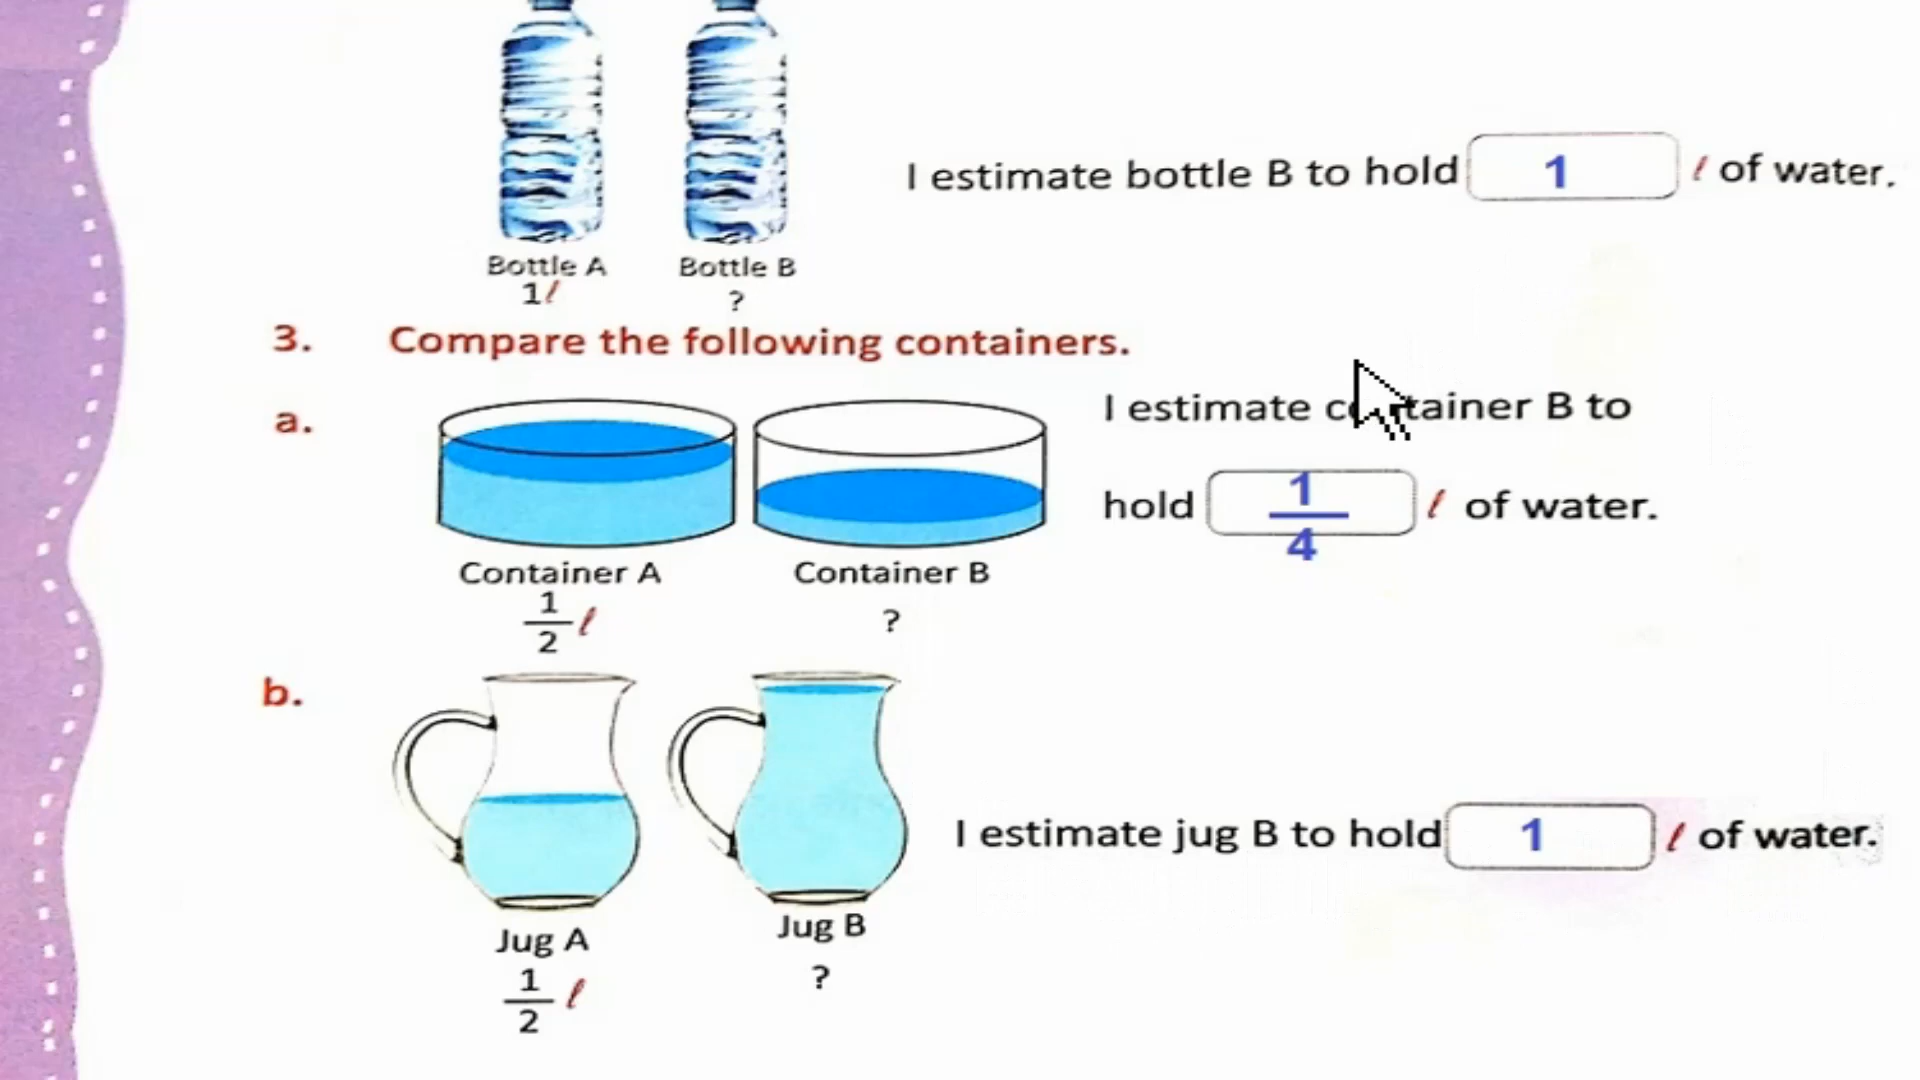 I estimate bottle B to hold 1 l of water.
Bottle A Bottle B
1l ?
3. Compare the following containers.
a. I estimate container B to
hold 1/4 l of water.
Container A Container B
1/2 l ?
b.
I estimate jug B to hold 1 l of water.
Jug A Jug B
1/2 l ?